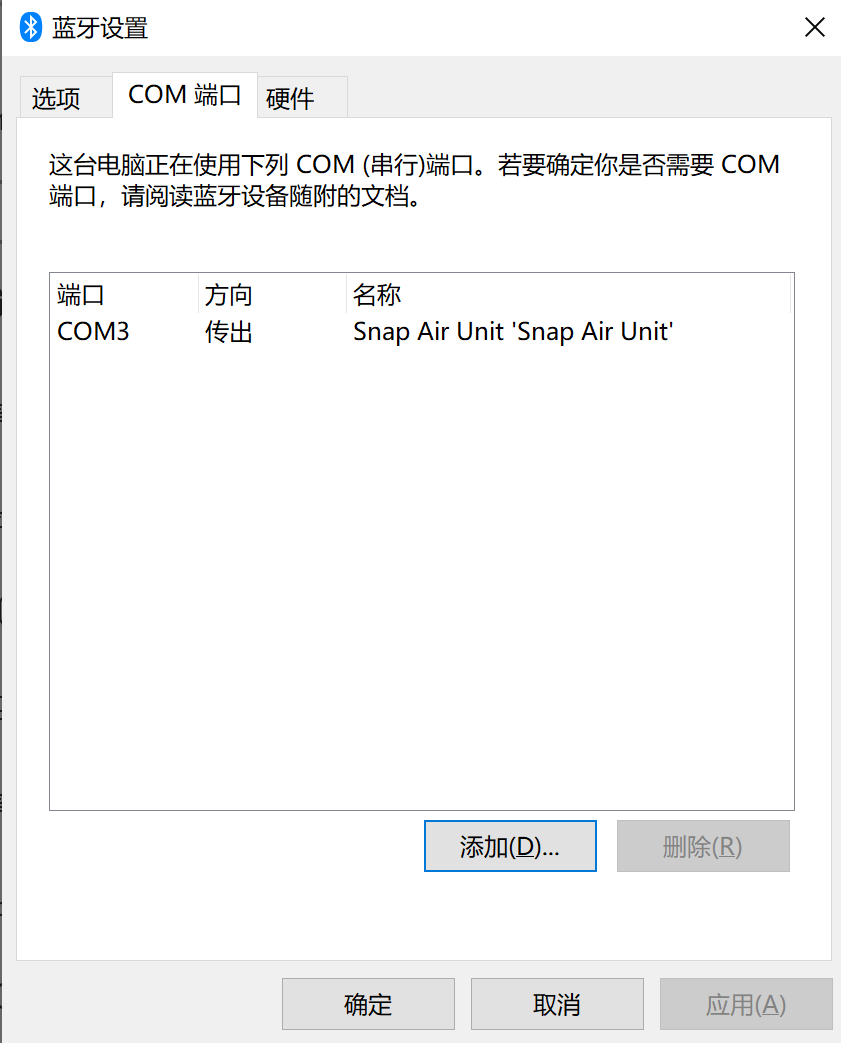 蓝牙设置
选项
COM 端口
硬件
这台电脑正在使用下列 COM (串行)端口。若要确定你是否需要 COM
端口，请阅读蓝牙设备随附的文档。
端口 方向 名称
COM3 传出 Snap Air Unit 'Snap Air Unit'
添加(D)... 删除(R)
确定 取消 应用(A)